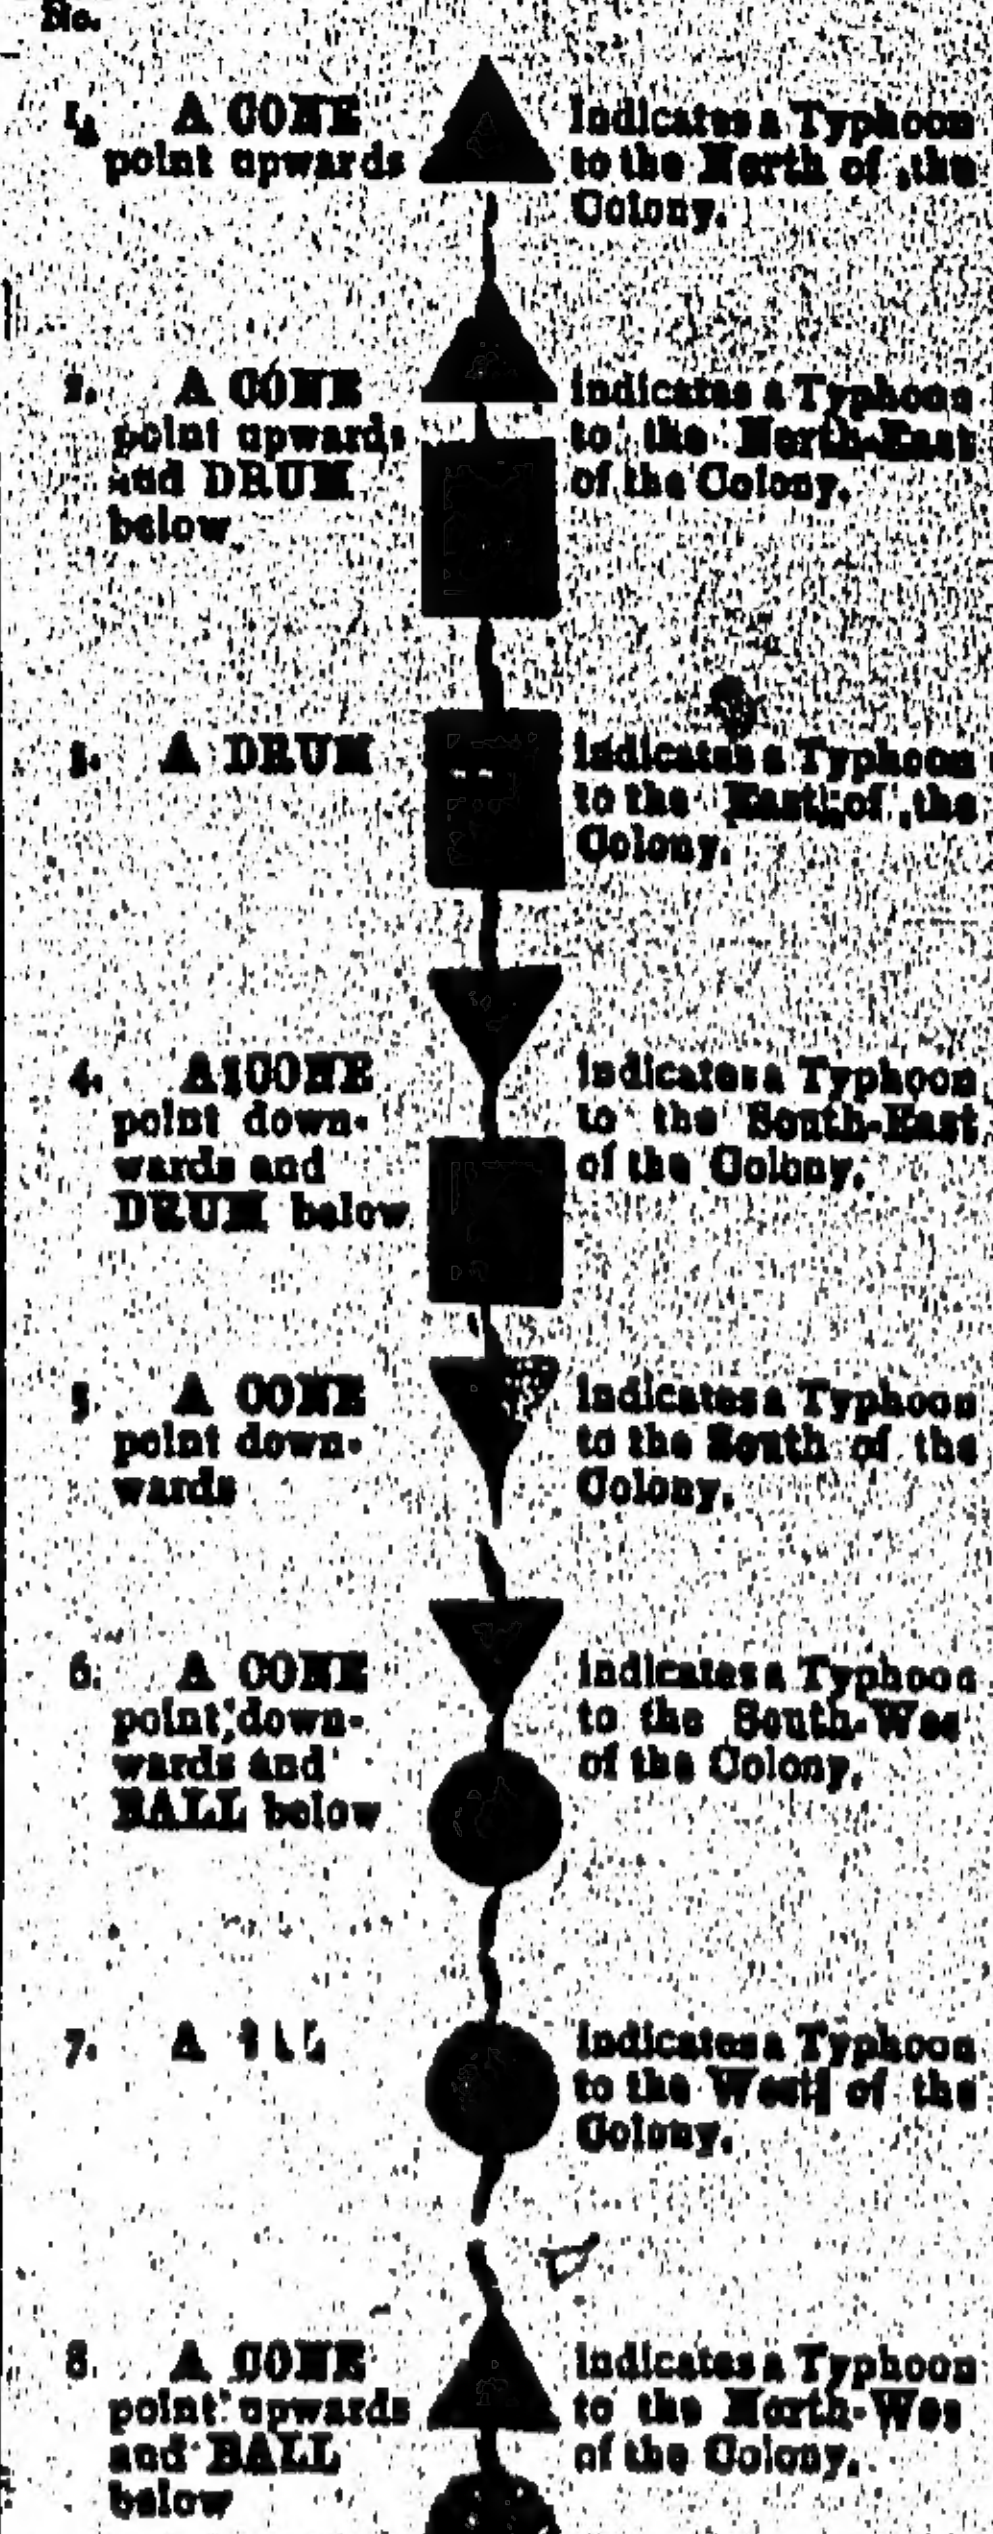 No.
1. A CONE
point upwards
indicates a Typhoon
to the North of the
Colony.
2. A CONE
point upwards
and DRUM
below
indicates a Typhoon
to the North-East
of the Colony.
3. A DRUM
indicates a Typhoon
to the East of the
Colony.
4. A CONE
point down-
wards and
DRUM below
indicates a Typhoon
to the South-East
of the Colony.
5. A CONE
point down-
wards
indicates a Typhoon
to the South of the
Colony.
6. A CONE
point down-
wards and
BALL below
indicates a Typhoon
to the South-Wes
of the Colony.
7. A
indicates a Typhoon
to the West of the
Colony.
8. A CONE
point upwards
and BALL
below
indicates a Typhoon
to the North-Wes
of the Colony.